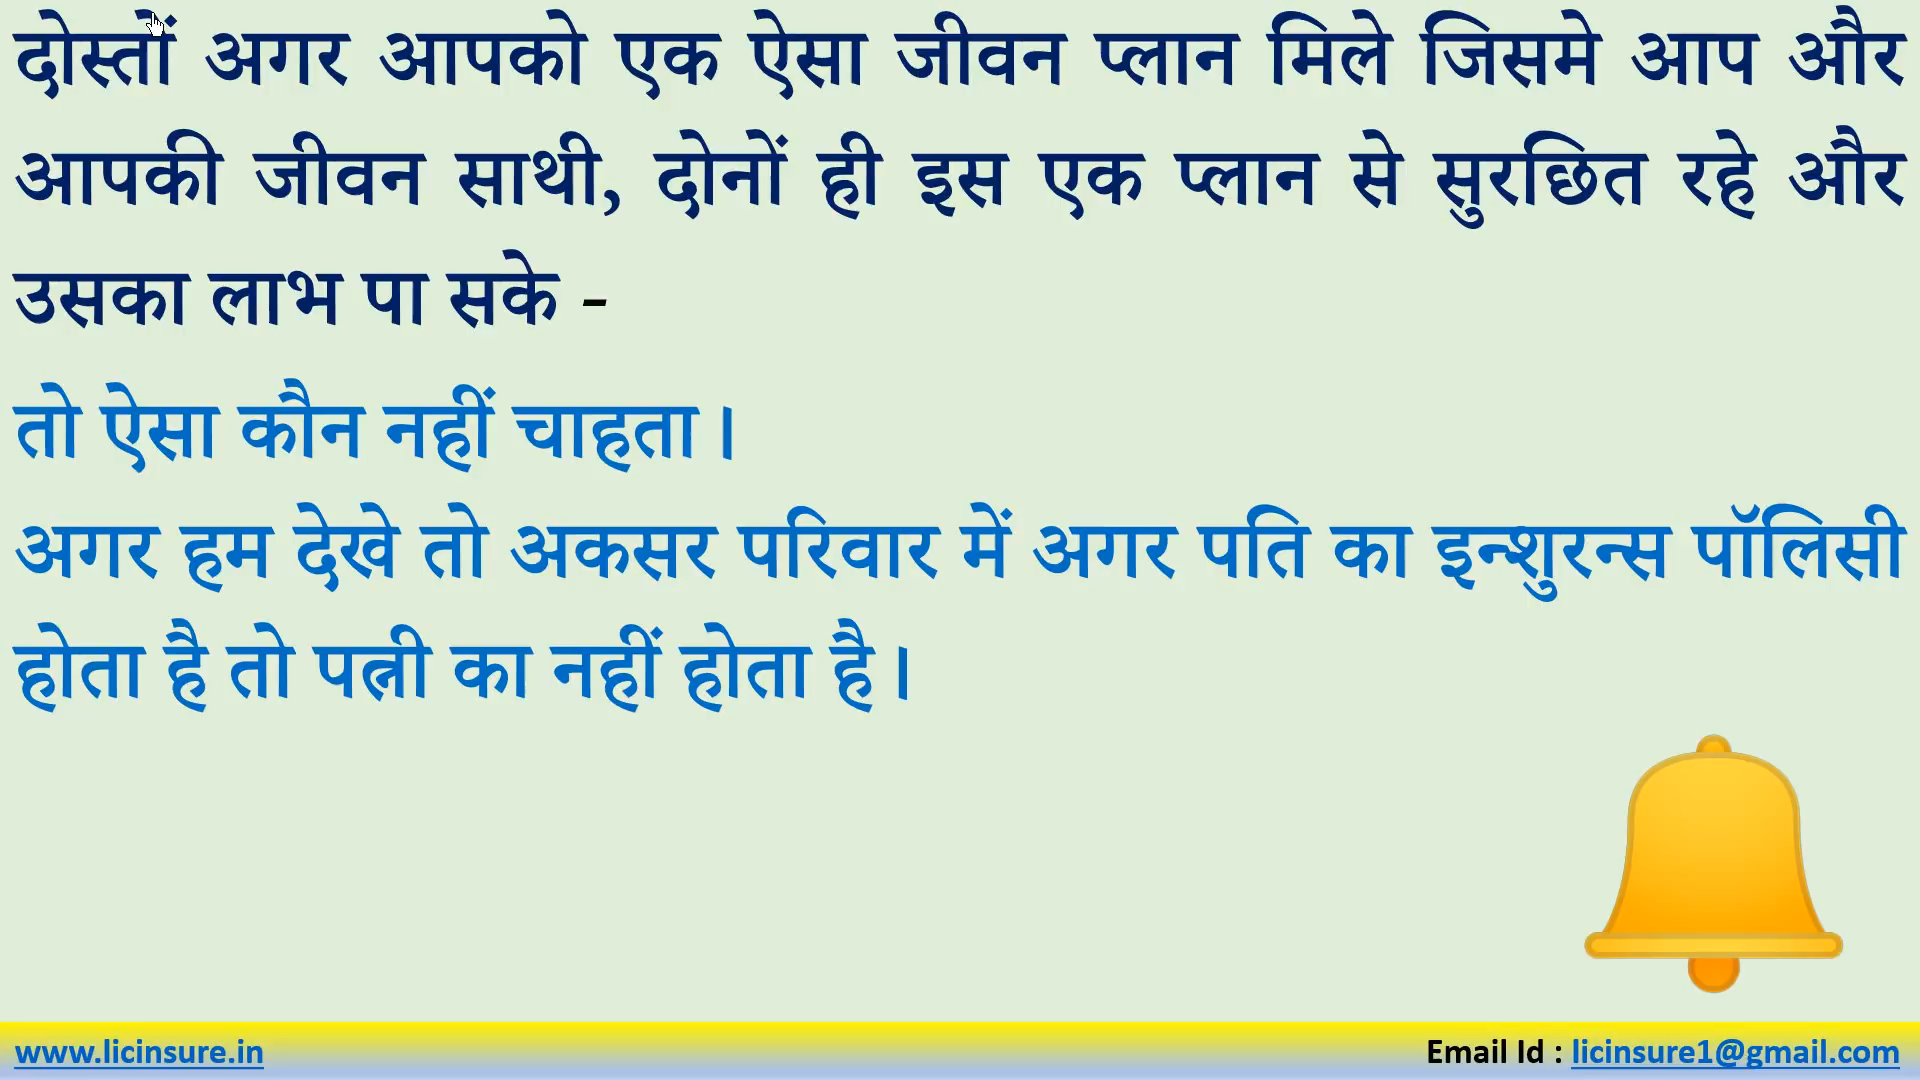 दोस्तों अगर आपको एक ऐसा जीवन प्लान मिले जिसमे आप और
आपकी जीवन साथी, दोनों ही इस एक प्लान से सुरछित रहे और
उसका लाभ पा सके -
तो ऐसा कौन नहीं चाहता।
अगर हम देखे तो अकसर परिवार में अगर पति का इन्शुरन्स पॉलिसी
होता है तो पत्नी का नहीं होता है।
www.licinsure.in
Email Id : licinsure1@gmail.com